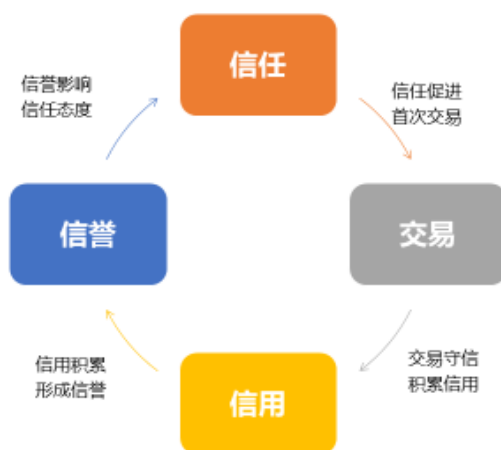 信任
信誉影响
信任态度
信任促进
首次交易
信誉
交易
信用积累
形成信誉
交易守信
积累信用
信用